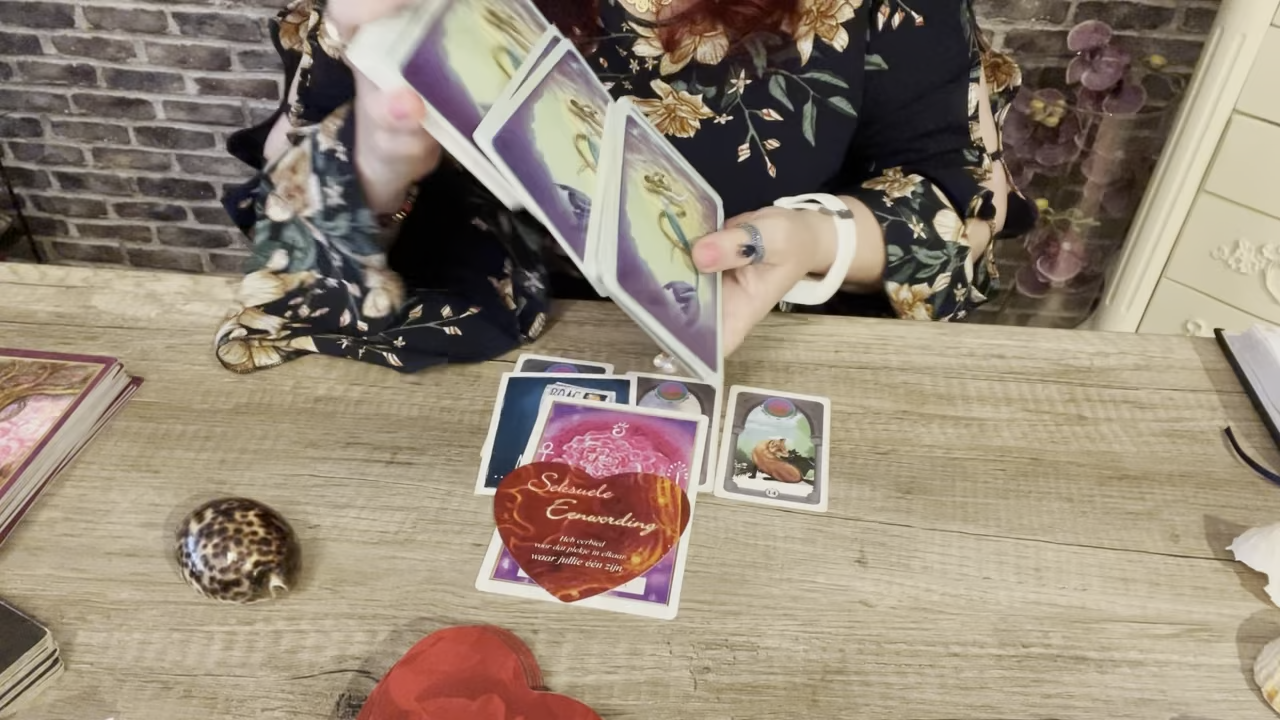 Seksuele
Eenwording
Heb eerbied
voor dat plekje in elkaar,
waar jullie één zijn.